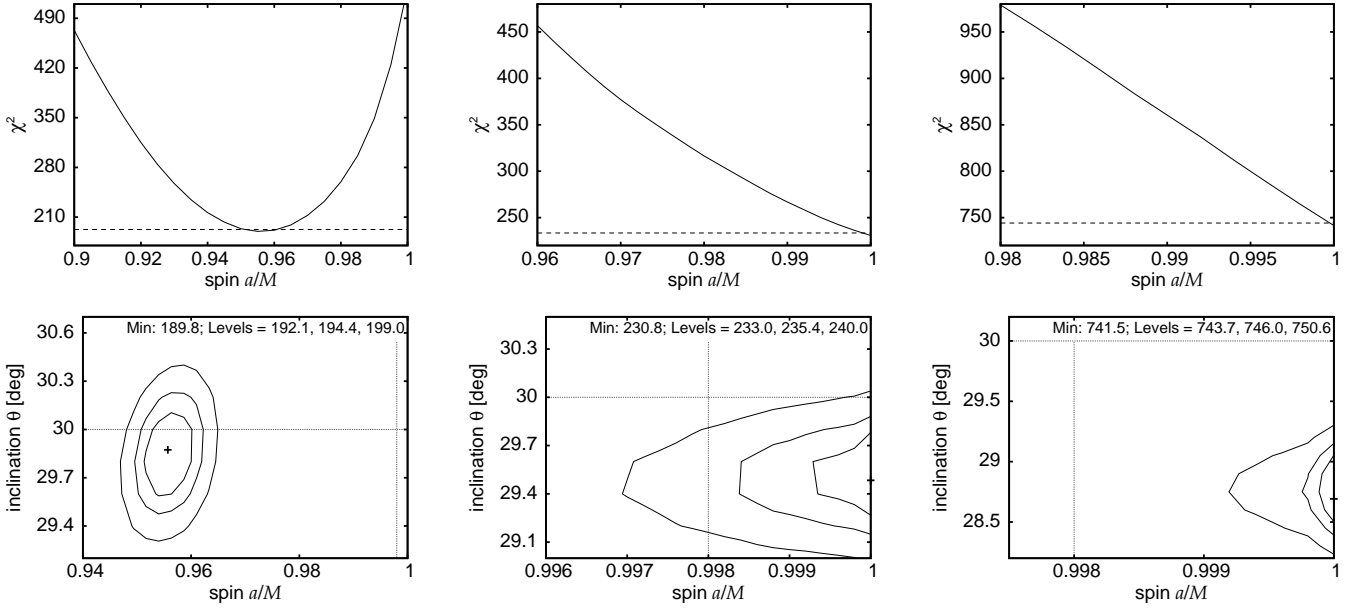 490
420
350
280
210
χ²
0.9 0.92 0.94 0.96 0.98 1
spin a/M
450
400
350
300
250
χ²
0.96 0.97 0.98 0.99 1
spin a/M
950
900
850
800
750
χ²
0.98 0.985 0.99 0.995 1
spin a/M
Min: 189.8; Levels = 192.1, 194.4, 199.0
30.6
30.3
30
29.7
29.4
inclination θ [deg]
0.94 0.96 0.98 1
spin a/M
Min: 230.8; Levels = 233.0, 235.4, 240.0
30.3
30
29.7
29.4
29.1
inclination θ [deg]
0.996 0.997 0.998 0.999 1
spin a/M
Min: 741.5; Levels = 743.7, 746.0, 750.6
30
29.5
29
28.5
inclination θ [deg]
0.998 0.999 1
spin a/M